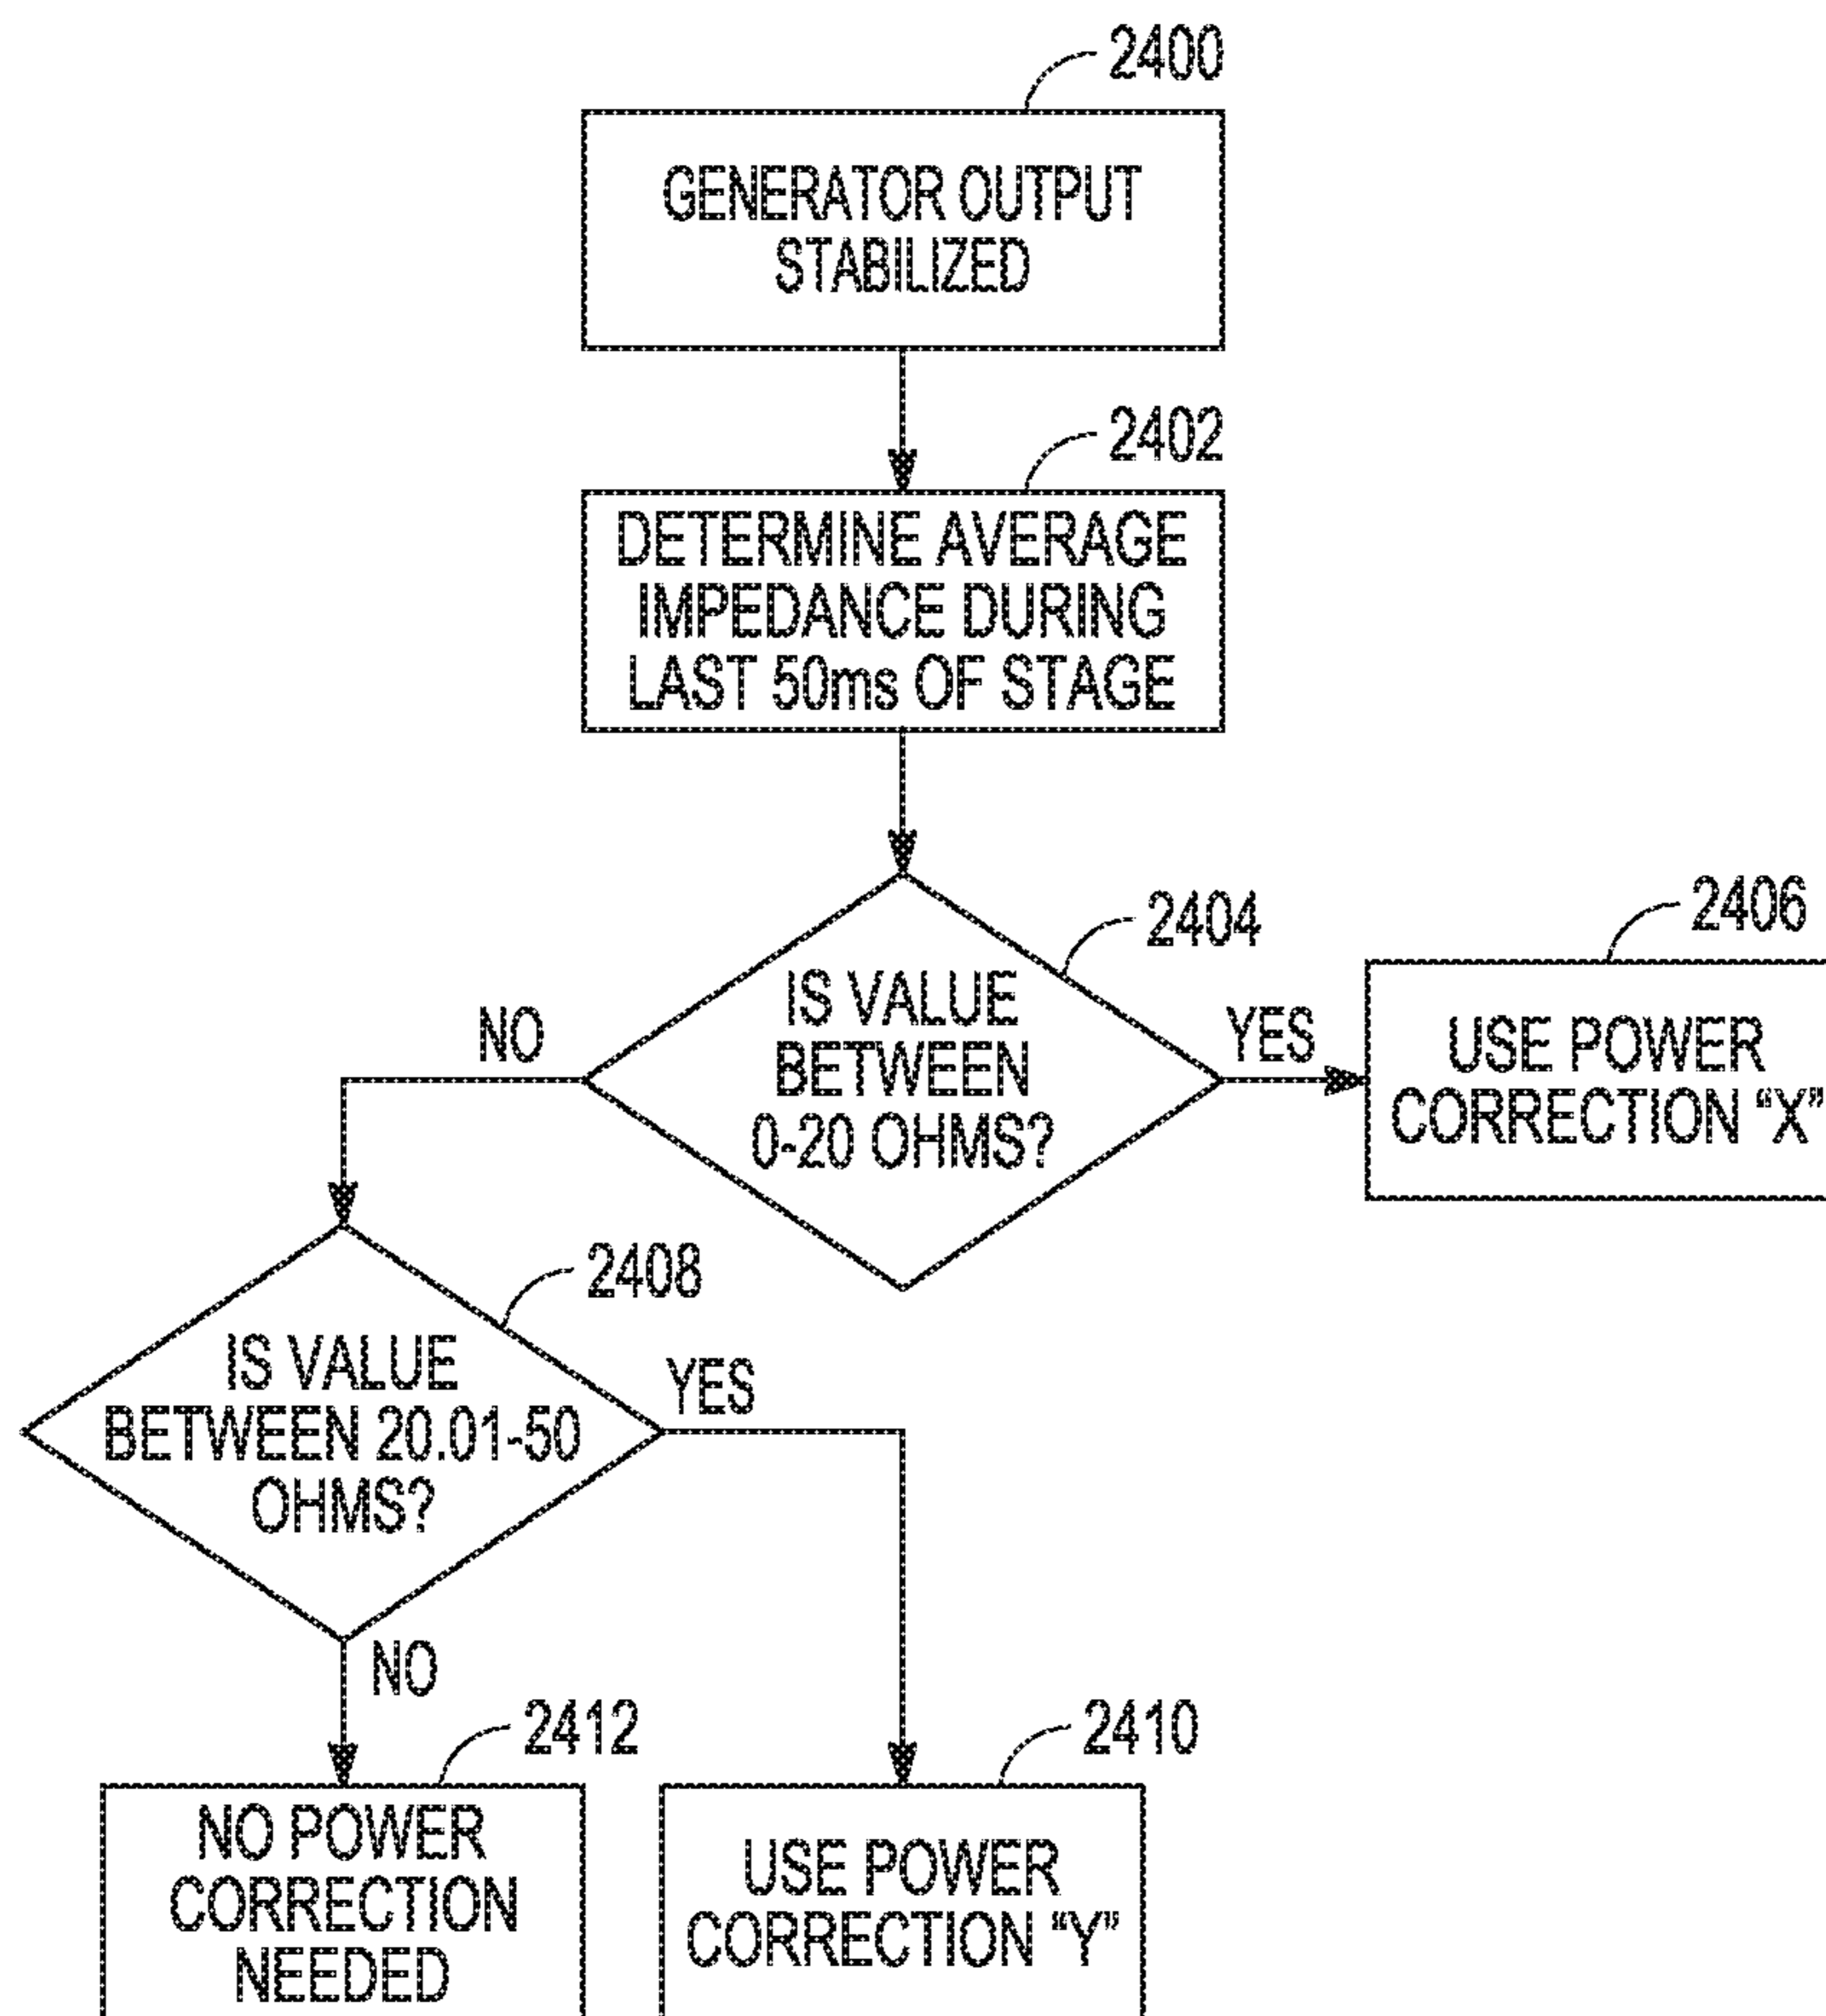 2400
GENERATOR OUTPUT
STABILIZED
2402
DETERMINE AVERAGE
IMPEDANCE DURING
LAST 50ms OF STAGE
2404
IS VALUE
BETWEEN
0-20 OHMS?
NO
YES
2406
USE POWER
CORRECTION “X”
2408
IS VALUE
BETWEEN 20.01-50
OHMS?
YES
NO
2412
NO POWER
CORRECTION
NEEDED
2410
USE POWER
CORRECTION “Y”